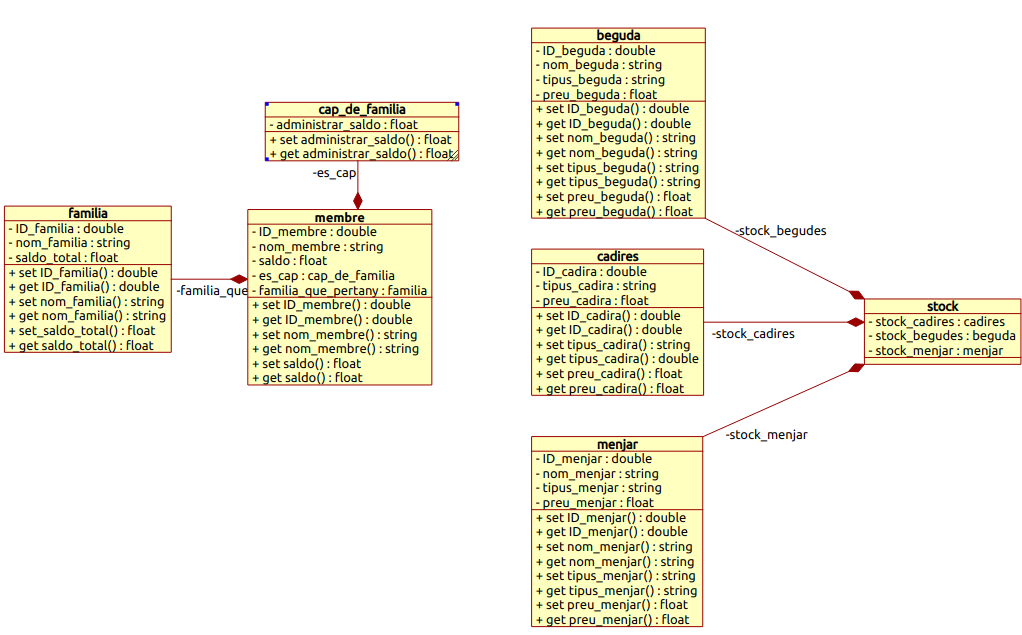 cap_de_familia
- administrar_saldo : float
+ set administrar_saldo() : float
+ get administrar_saldo() : float
-es_cap
familia
- ID_familia : double
- nom_familia : string
- saldo_total : float
+ set ID_familia() : double
+ get ID_familia() : double
+ set nom_familia() : string
+ get nom_familia() : string
+ set_saldo_total() : float
+ get saldo_total() : float
-familia_que
membre
- ID_membre : double
- nom_membre : string
- saldo : float
- es_cap : cap_de_familia
- familia_que_pertany : familia
+ set ID_membre() : double
+ get ID_membre() : double
+ set nom_membre() : string
+ get nom_membre() : string
+ set saldo() : float
+ get saldo() : float
beguda
- ID_beguda : double
- nom_beguda : string
- tipus_beguda : string
- preu_beguda : float
+ set ID_beguda() : double
+ get ID_beguda() : double
+ set nom_beguda() : string
+ get nom_beguda() : string
+ set tipus_beguda() : string
+ get tipus_beguda() : string
+ set preu_beguda() : float
+ get preu_beguda() : float
-stock_begudes
cadires
- ID_cadira : double
- tipus_cadira : string
- preu_cadira : float
+ set ID_cadira() : double
+ get ID_cadira() : double
+ set tipus_cadira() : string
+ get tipus_cadira() : double
+ set preu_cadira() : float
+ get preu_cadira() : float
-stock_cadires
stock
- stock_cadires : cadires
- stock_begudes : beguda
- stock_menjar : menjar
-stock_menjar
menjar
- ID_menjar : double
- nom_menjar : string
- tipus_menjar : string
- preu_menjar : float
+ set ID_menjar() : double
+ get ID_menjar() : double
+ set nom_menjar() : string
+ get nom_menjar() : string
+ set tipus_menjar() : string
+ get tipus_menjar() : string
+ set preu_menjar() : float
+ get preu_menjar() : float